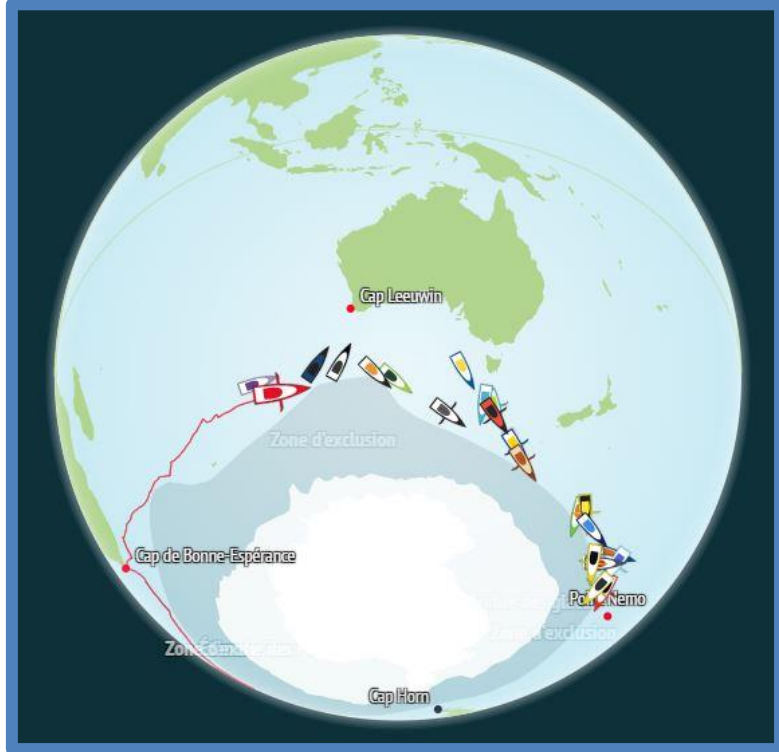 Cap Leeuwin
Zone d'exclusion
Cap de Bonne-Espérance
Nemo
Zone d'exclusion
Cap Horn